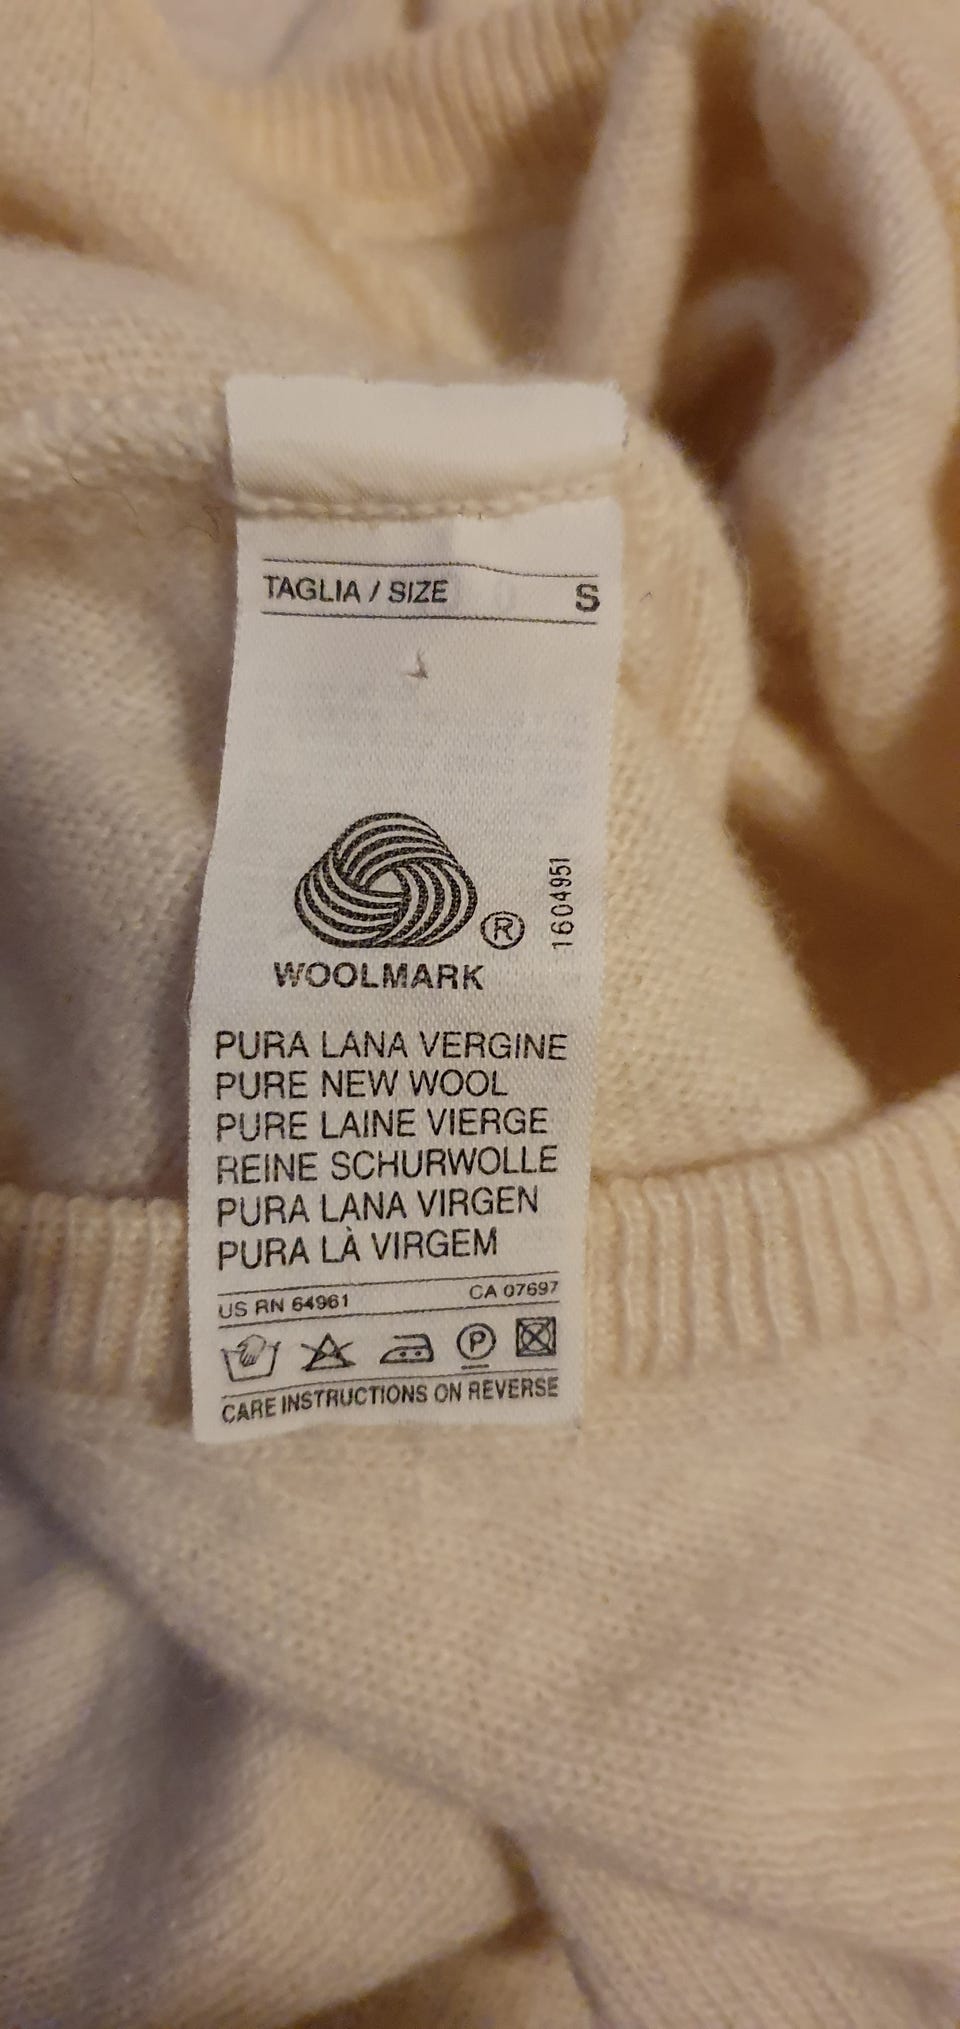 TAGLIA / SIZE S
®
1604951
WOOLMARK
PURA LANA VERGINE
PURE NEW WOOL
PURE LAINE VIERGE
REINE SCHURWOLLE
PURA LANA VIRGEN
PURA LÀ VIRGEM
US RN 64961 CA 07697
P
CARE INSTRUCTIONS ON REVERSE